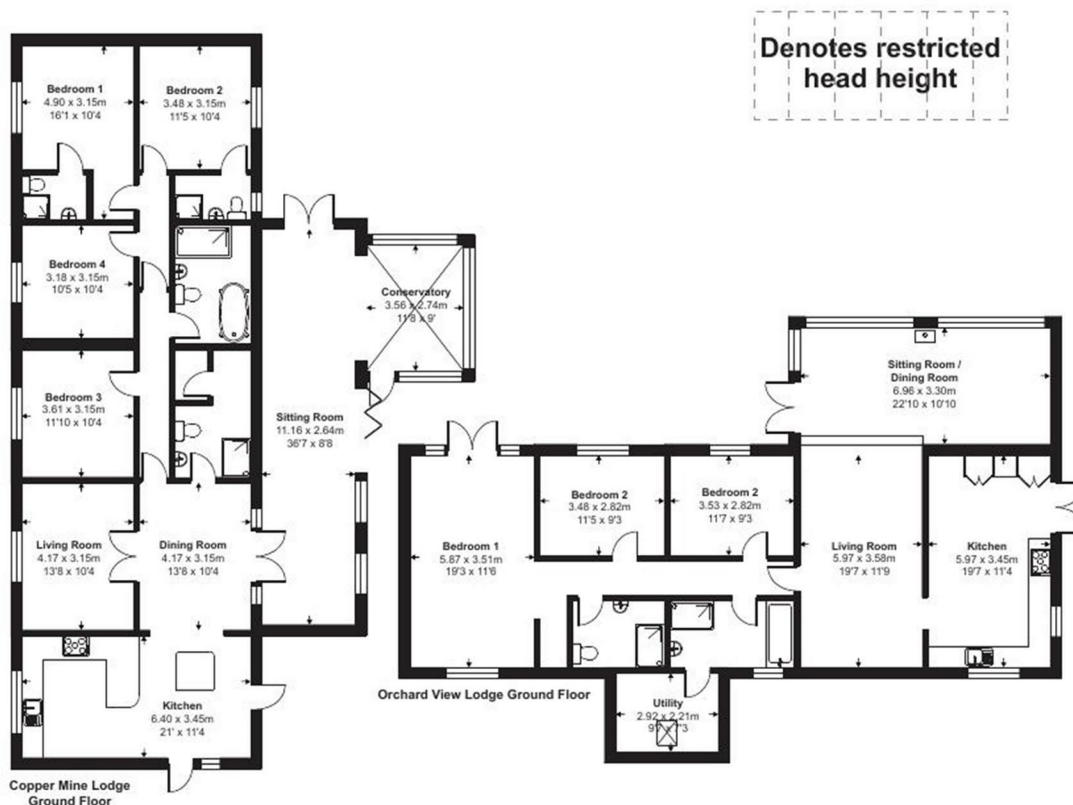 Denotes restricted
head height
Bedroom 1
4.90 x 3.15m
16'1 x 10'4
Bedroom 2
3.48 x 3.15m
11'5 x 10'4
Bedroom 4
3.18 x 3.15m
10'5 x 10'4
Conservatory
3.56 x 2.74m
11'8 x 9'
Bedroom 3
3.61 x 3.15m
11'10 x 10'4
Sitting Room
11.16 x 2.64m
36'7 x 8'8
Sitting Room /
Dining Room
6.96 x 3.30m
22'10 x 10'10
Living Room
4.17 x 3.15m
13'8 x 10'4
Dining Room
4.17 x 3.15m
13'8 x 10'4
Bedroom 1
5.87 x 3.51m
19'3 x 11'6
Bedroom 2
3.48 x 2.82m
11'5 x 9'3
Bedroom 2
3.53 x 2.82m
11'7 x 9'3
Living Room
5.97 x 3.58m
19'7 x 11'9
Kitchen
5.97 x 3.45m
19'7 x 11'4
Kitchen
6.40 x 3.45m
21' x 11'4
Orchard View Lodge Ground Floor
Utility
2.92 x 2.21m
9'7 x 7'3
Copper Mine Lodge
Ground Floor